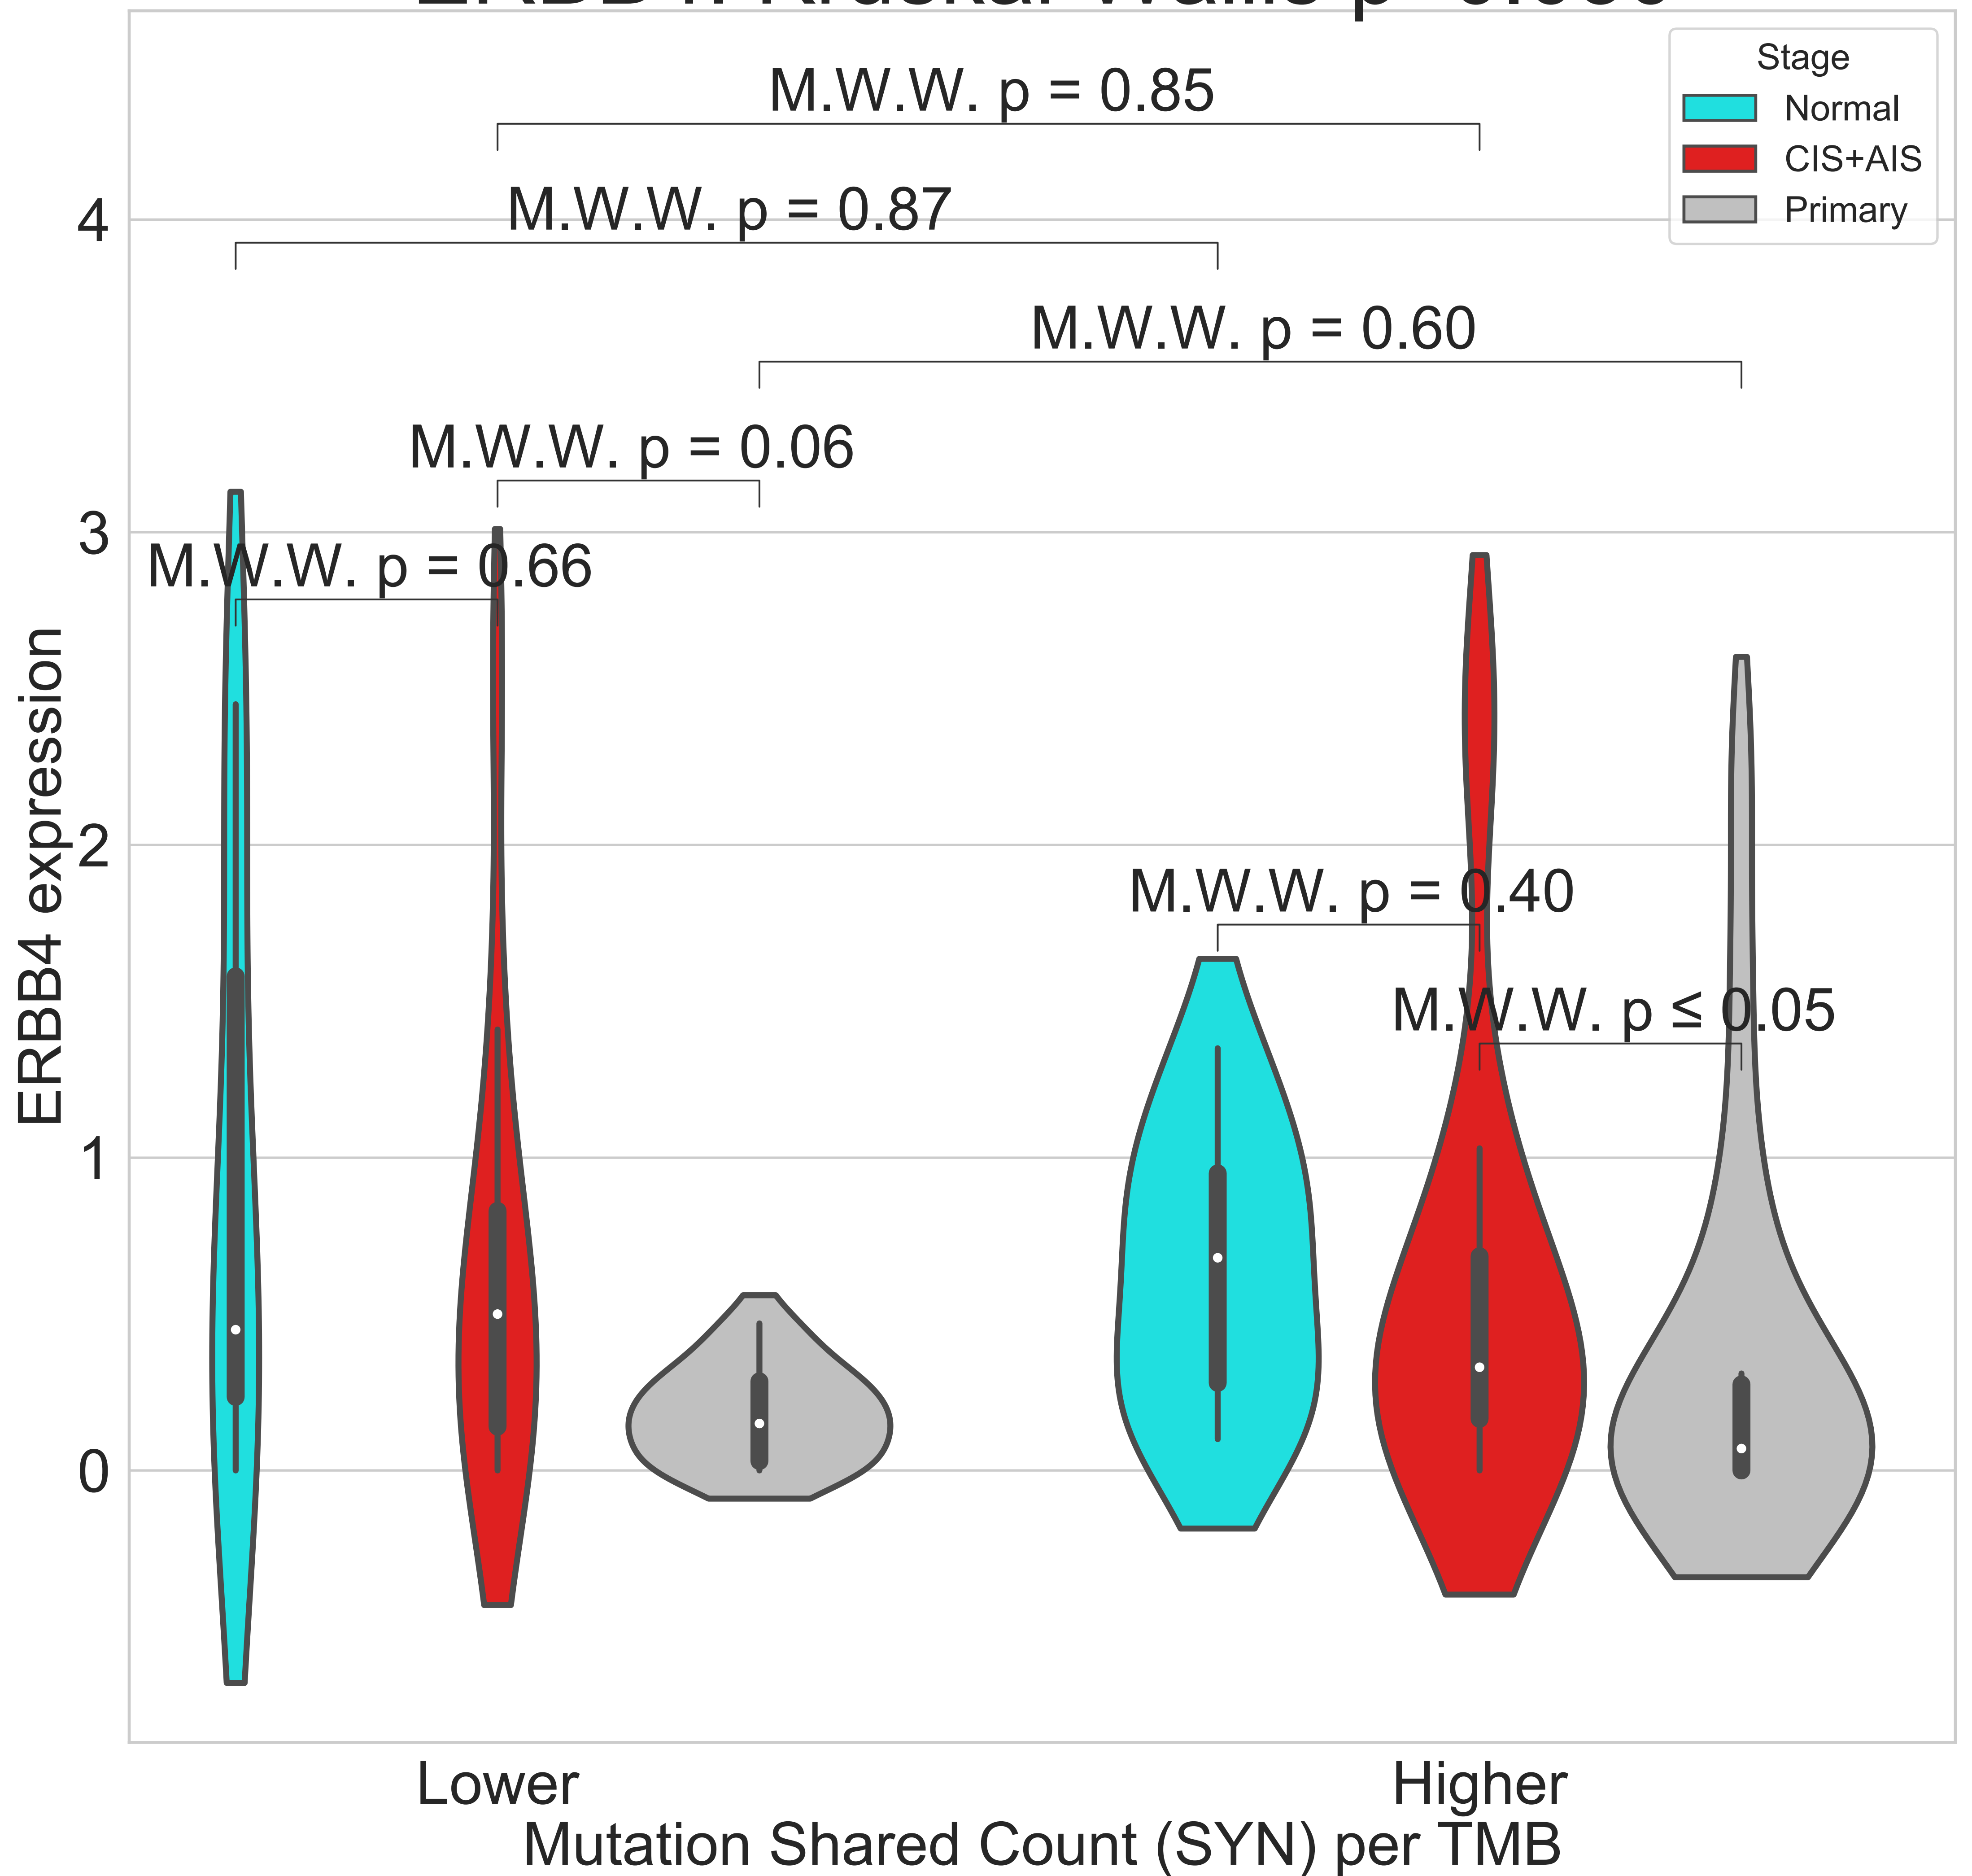 M.W.W. p = 0.85
Stage
Normal
CIS+AIS
Primary
M.W.W. p = 0.87
M.W.W. p = 0.60
M.W.W. p = 0.06
M.W.W. p = 0.66
M.W.W. p = 0.40
M.W.W. p ≤ 0.05
4
3
2
1
0
ERBB4 expression
Lower
Higher
Mutation Shared Count (SYN) per TMB